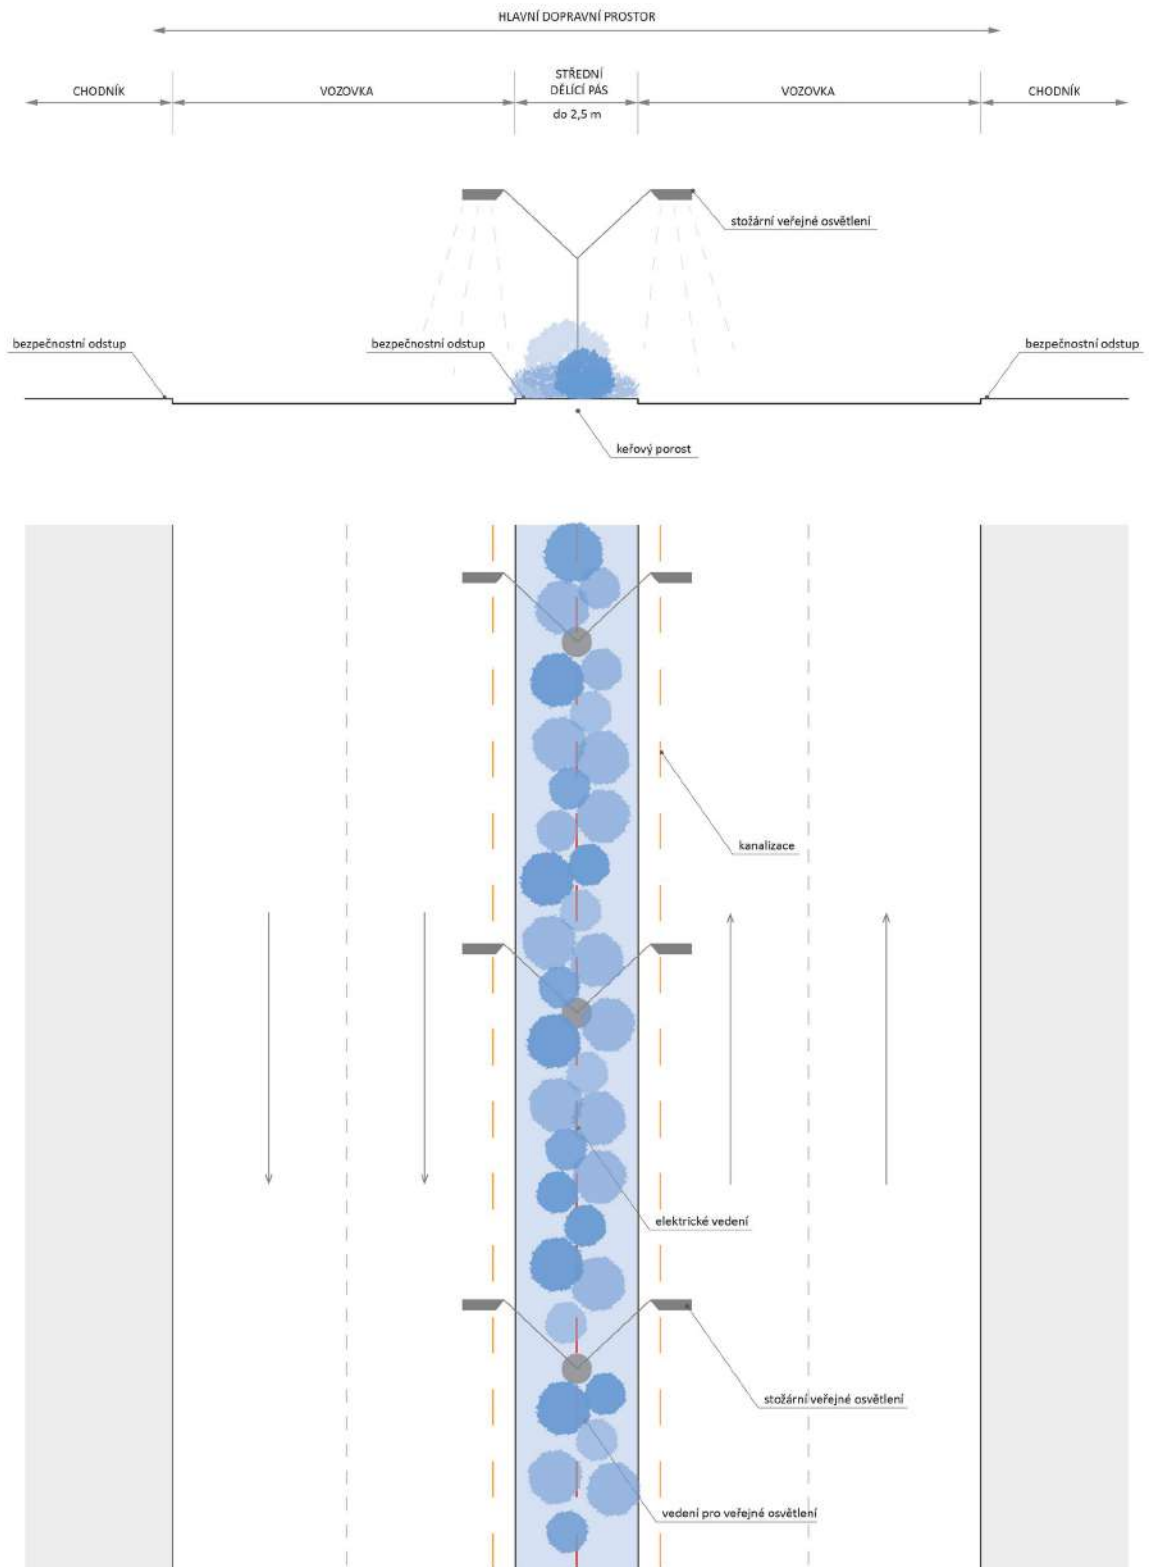 HLAVNÍ DOPRAVNÍ PROSTOR
CHODNÍK
VOZOVKA
STŘEDNÍ
DĚLÍCÍ PÁS
do 2,5 m
VOZOVKA
CHODNÍK
stožární veřejné osvětlení
bezpečnostní odstup
bezpečnostní odstup
bezpečnostní odstup
keřový porost
kanalizace
elektrické vedení
stožární veřejné osvětlení
vedení pro veřejné osvětlení